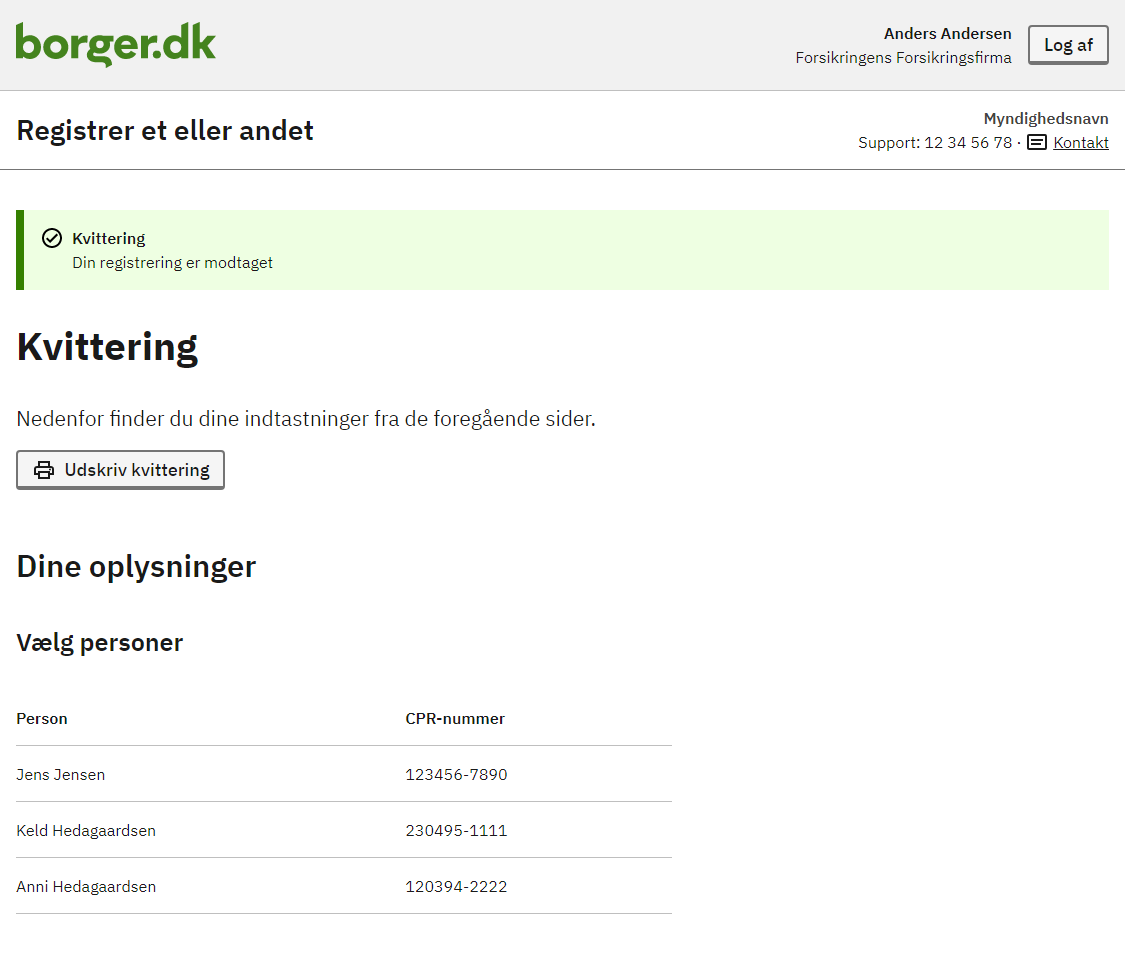 borger.dk
Anders Andersen
Forsikringens Forsikringsfirma
Log af
Registrer et eller andet
Myndighedsnavn
Support: 12 34 56 78 · Kontakt
Kvittering
Din registrering er modtaget
Kvittering
Nedenfor finder du dine indtastninger fra de foregående sider.
Udskriv kvittering
Dine oplysninger
Vælg personer
Person CPR-nummer
Jens Jensen 123456-7890
Keld Hedagaardsen 230495-1111
Anni Hedagaardsen 120394-2222